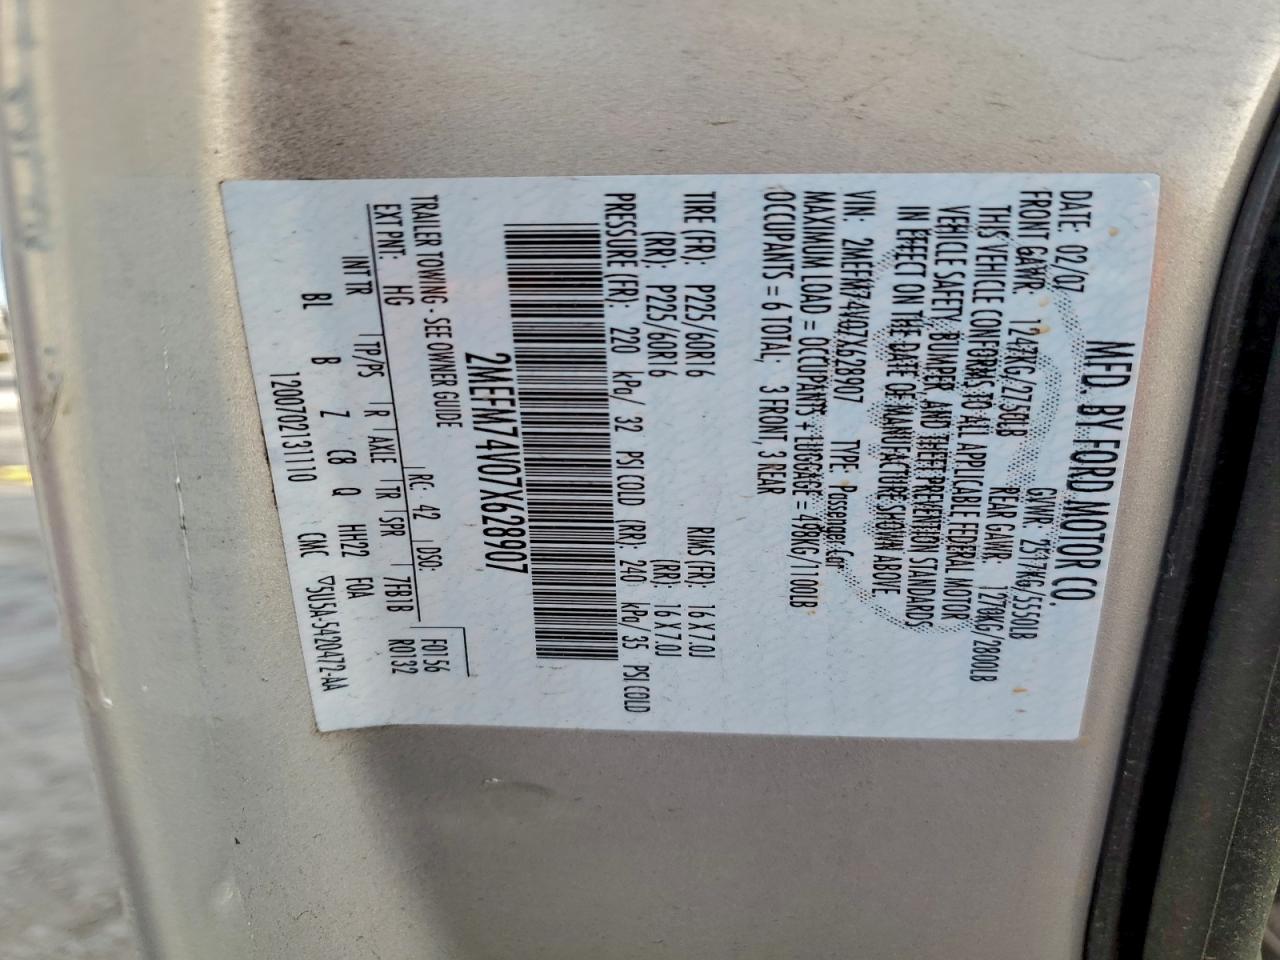 MFD. BY FORD MOTOR CO.
DATE: 02/07 GVWR: 2517KG/5550LB
FRONT GAWR: 1247KG/2750LB REAR GAWR: 1270KG/2800LB
THIS VEHICLE CONFORMS TO ALL APPLICABLE FEDERAL MOTOR
VEHICLE SAFETY, BUMPER, AND THEFT PREVENTION STANDARDS
IN EFFECT ON THE DATE OF MANUFACTURE SHOWN ABOVE
VIN: 2MEFM74V07X628907 TYPE: Passenger Car
MAXIMUM LOAD = OCCUPANTS + LUGGAGE = 498KG/1100LB
OCCUPANTS = 6 TOTAL, 3 FRONT, 3 REAR
TIRE (FR): P225/60R16 RIMS (FR): 16 X 7.0J
(RR): P225/60R16 (RR): 16 X 7.0J
PRESSURE (FR): 220 kPa/ 32 PSI COLD (RR): 240 kPa/ 35 PSI COLD
2MEFM74V07X628907
TRAILER TOWING - SEE OWNER GUIDE RC: 42 DSO: F0156
EXT PNT: HG R0132
INTR TP/PS R AXLE TR SPR 7TB1B
BL B Z C8 Q HH22 FDA
120070213 1110 CMC ▽5U5A-5420472-AA